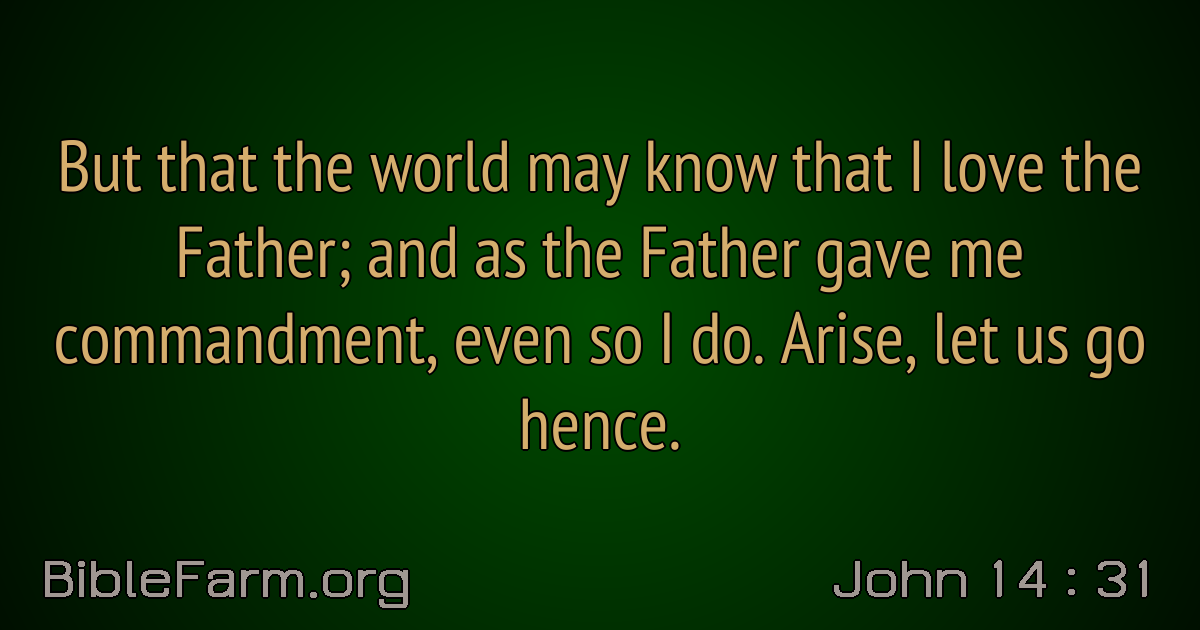 But that the world may know that I love the
Father; and as the Father gave me
commandment, even so I do. Arise, let us go
hence.
BibleFarm.org
John 14 : 31